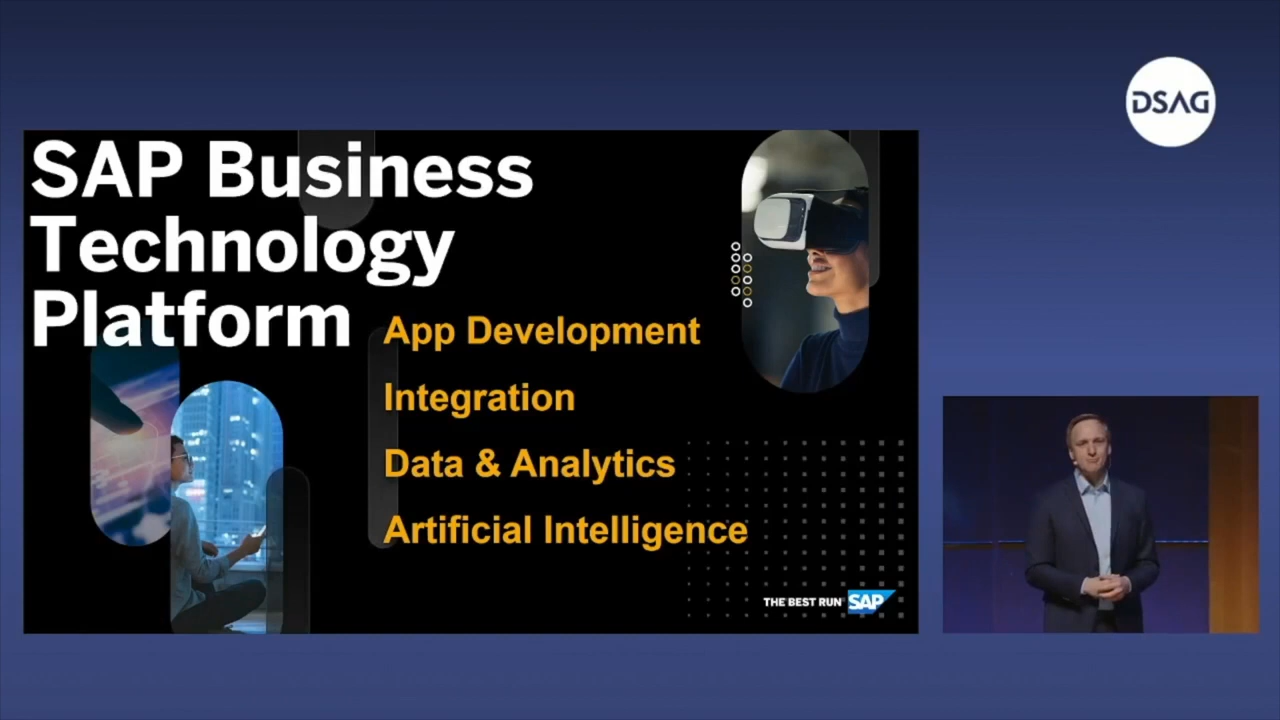 DSAG
SAP Business
Technology
Platform
App Development
Integration
Data & Analytics
Artificial Intelligence
THE BEST RUN SAP